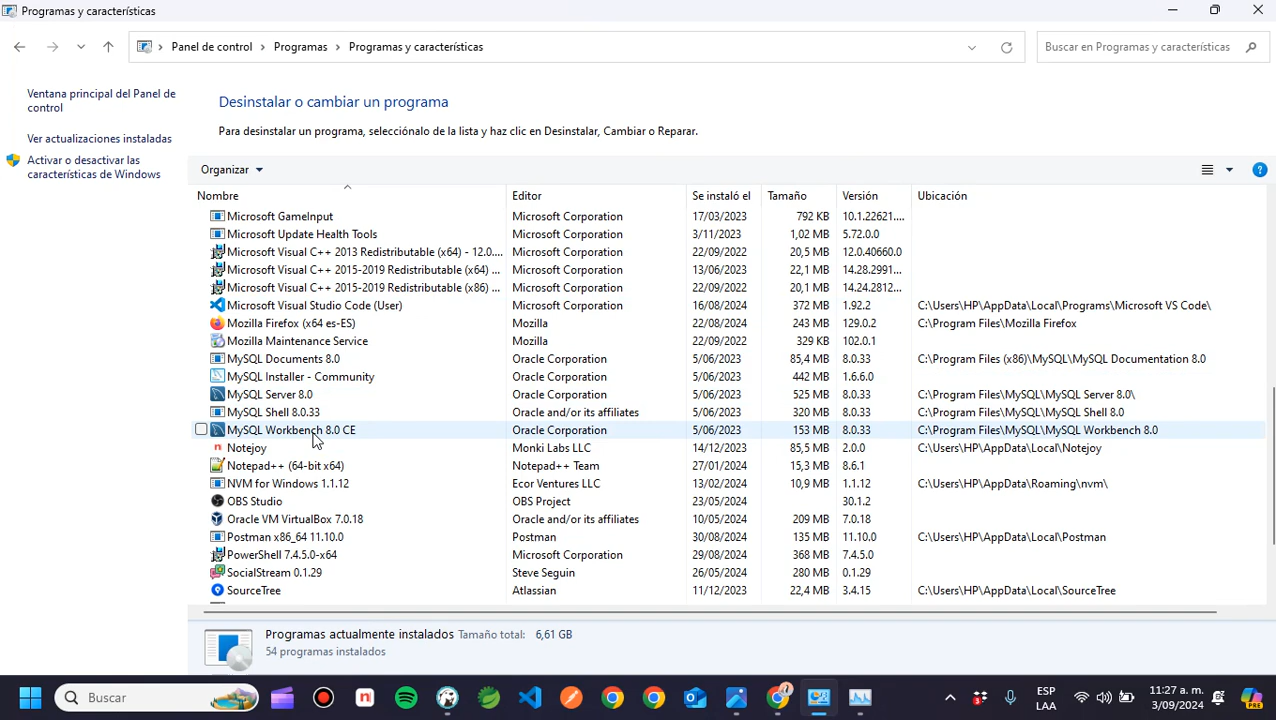 Programas y características
Panel de control > Programas > Programas y características
Buscar en Programas y características
Ventana principal del Panel de
control
Ver actualizaciones instaladas
Activar o desactivar las
características de Windows
Desinstalar o cambiar un programa
Para desinstalar un programa, selecciónalo de la lista y haz clic en Desinstalar, Cambiar o Reparar.
Organizar
Nombre Editor Se instaló el Tamaño Versión Ubicación
Microsoft GameInput Microsoft Corporation 17/03/2023 792 KB 10.1.22621....
Microsoft Update Health Tools Microsoft Corporation 3/11/2023 1,02 MB 5.72.0.0
Microsoft Visual C++ 2013 Redistributable (x64) - 12.0.... Microsoft Corporation 22/09/2022 20,5 MB 12.0.40660.0
Microsoft Visual C++ 2015-2019 Redistributable (x64) ... Microsoft Corporation 13/06/2023 22,1 MB 14.28.2991...
Microsoft Visual C++ 2015-2019 Redistributable (x86) ... Microsoft Corporation 22/09/2022 20,1 MB 14.24.2812...
Microsoft Visual Studio Code (User) Microsoft Corporation 16/08/2024 372 MB 1.92.2 C:\Users\HP\AppData\Local\Programs\Microsoft VS Code\
Mozilla Firefox (x64 es-ES) Mozilla 22/08/2024 243 MB 129.0.2 C:\Program Files\Mozilla Firefox
Mozilla Maintenance Service Mozilla 22/09/2022 329 KB 102.0.1
MySQL Documents 8.0 Oracle Corporation 5/06/2023 85,4 MB 8.0.33 C:\Program Files (x86)\MySQL\MySQL Documentation 8.0
MySQL Installer - Community Oracle Corporation 5/06/2023 442 MB 1.6.6.0
MySQL Server 8.0 Oracle Corporation 5/06/2023 525 MB 8.0.33 C:\Program Files\MySQL\MySQL Server 8.0\
MySQL Shell 8.0.33 Oracle and/or its affiliates 5/06/2023 320 MB 8.0.33 C:\Program Files\MySQL\MySQL Shell 8.0
MySQL Workbench 8.0 CE Oracle Corporation 5/06/2023 153 MB 8.0.33 C:\Program Files\MySQL\MySQL Workbench 8.0
Notejoy Monki Labs LLC 14/12/2023 85,1 MB 2.0.0 C:\Users\HP\AppData\Local\Notejoy
Notepad++ (64-bit x64) Notepad++ Team 27/01/2024 15,3 MB 8.6.1
NVM for Windows 1.1.12 Ecor Ventures LLC 13/02/2024 10,9 MB 1.1.12 C:\Users\HP\AppData\Roaming\nvm\
OBS Studio OBS Project 23/05/2024 30.1.2
Oracle VM VirtualBox 7.0.18 Oracle and/or its affiliates 10/05/2024 209 MB 7.0.18
Postman x86_64 11.10.0 Postman 30/08/2024 135 MB 11.10.0 C:\Users\HP\AppData\Local\Postman
PowerShell 7.4.5.0-x64 Microsoft Corporation 29/08/2024 368 MB 7.4.5.0
SocialStream 0.1.29 Steve Seguin 26/05/2024 280 MB 0.1.29
SourceTree Atlassian 11/12/2023 22,4 MB 3.4.15 C:\Users\HP\AppData\Local\SourceTree
Programas actualmente instalados Tamaño total: 6,61 GB
54 programas instalados
Buscar
ESP
LAA
11:27 a. m.
3/09/2024